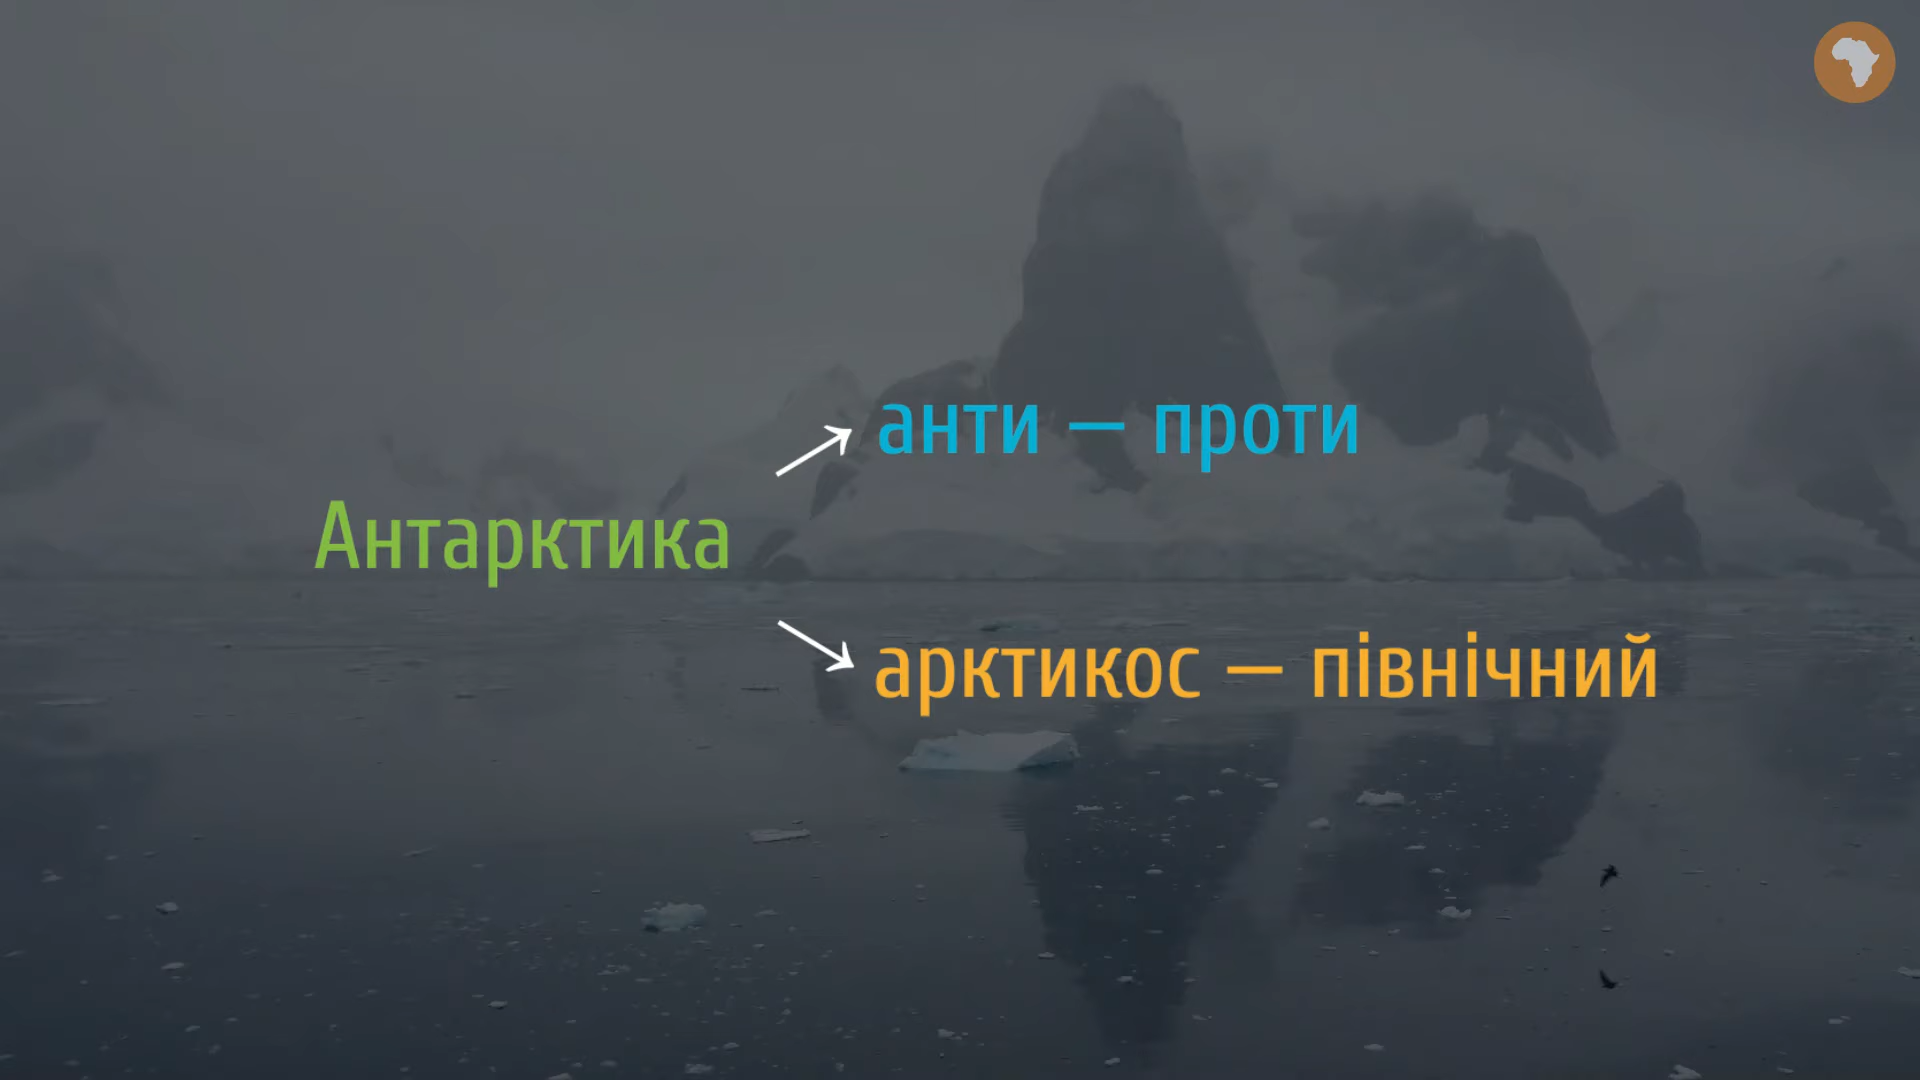 Антарктика
анти — проти
арктикос — північний